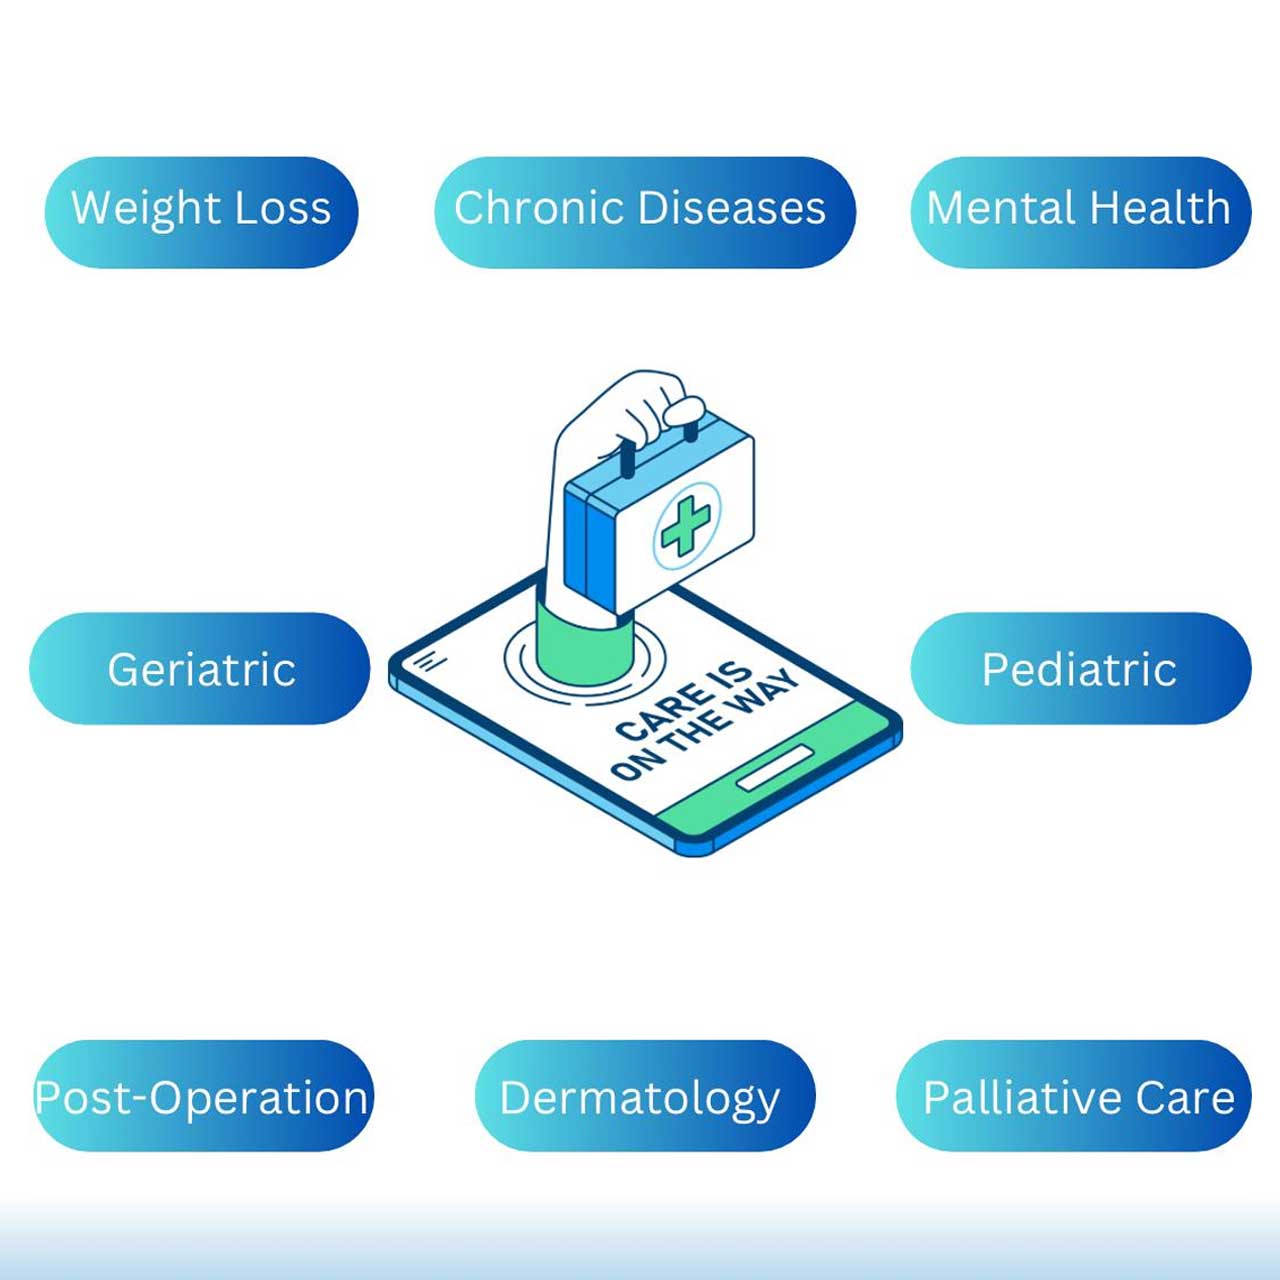 Weight Loss
Chronic Diseases
Mental Health
Geriatric
CARE IS
ON THE WAY
Pediatric
Post-Operation
Dermatology
Palliative Care